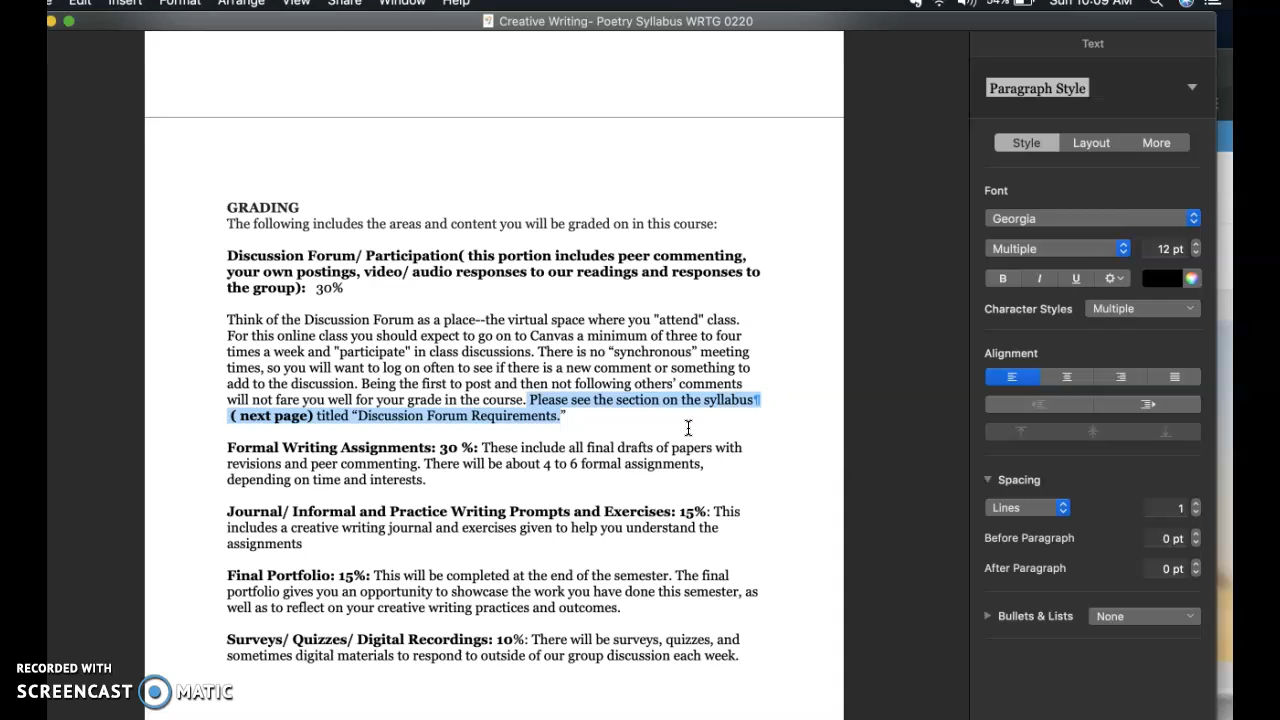 Edit Insert Format Arrange View Share Window Help 54% Sun 10:09 AM
Creative Writing- Poetry Syllabus WRTG 0220
Text
Paragraph Style
Style Layout More
Font
Georgia
Multiple 12 pt
B I U
Character Styles Multiple
Alignment
Spacing
Lines 1
Before Paragraph 0 pt
After Paragraph 0 pt
Bullets & Lists None
GRADING
The following includes the areas and content you will be graded on in this course:
Discussion Forum/ Participation( this portion includes peer commenting,
your own postings, video/ audio responses to our readings and responses to
the group): 30%
Think of the Discussion Forum as a place--the virtual space where you "attend" class.
For this online class you should expect to go on to Canvas a minimum of three to four
times a week and "participate" in class discussions. There is no “synchronous” meeting
times, so you will want to log on often to see if there is a new comment or something to
add to the discussion. Being the first to post and then not following others’ comments
will not fare you well for your grade in the course. Please see the section on the syllabus¶
( next page) titled “Discussion Forum Requirements.”
Formal Writing Assignments: 30 %: These include all final drafts of papers with
revisions and peer commenting. There will be about 4 to 6 formal assignments,
depending on time and interests.
Journal/ Informal and Practice Writing Prompts and Exercises: 15%: This
includes a creative writing journal and exercises given to help you understand the
assignments
Final Portfolio: 15%: This will be completed at the end of the semester. The final
portfolio gives you an opportunity to showcase the work you have done this semester, as
well as to reflect on your creative writing practices and outcomes.
Surveys/ Quizzes/ Digital Recordings: 10%: There will be surveys, quizzes, and
sometimes digital materials to respond to outside of our group discussion each week.
RECORDED WITH
SCREENCAST MATIC